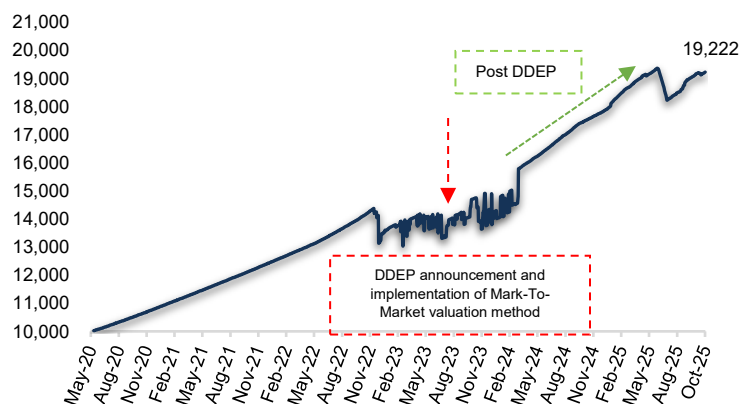 21,000
20,000
19,000
18,000
17,000
16,000
15,000
14,000
13,000
12,000
11,000
10,000
19,222
Post DDEP
DDEP announcement and
implementation of Mark-To-
Market valuation method
May-20
Aug-20
Nov-20
Feb-21
May-21
Aug-21
Nov-21
Feb-22
May-22
Aug-22
Nov-22
Feb-23
May-23
Aug-23
Nov-23
Feb-24
May-24
Aug-24
Nov-24
Feb-25
May-25
Aug-25
Oct-25